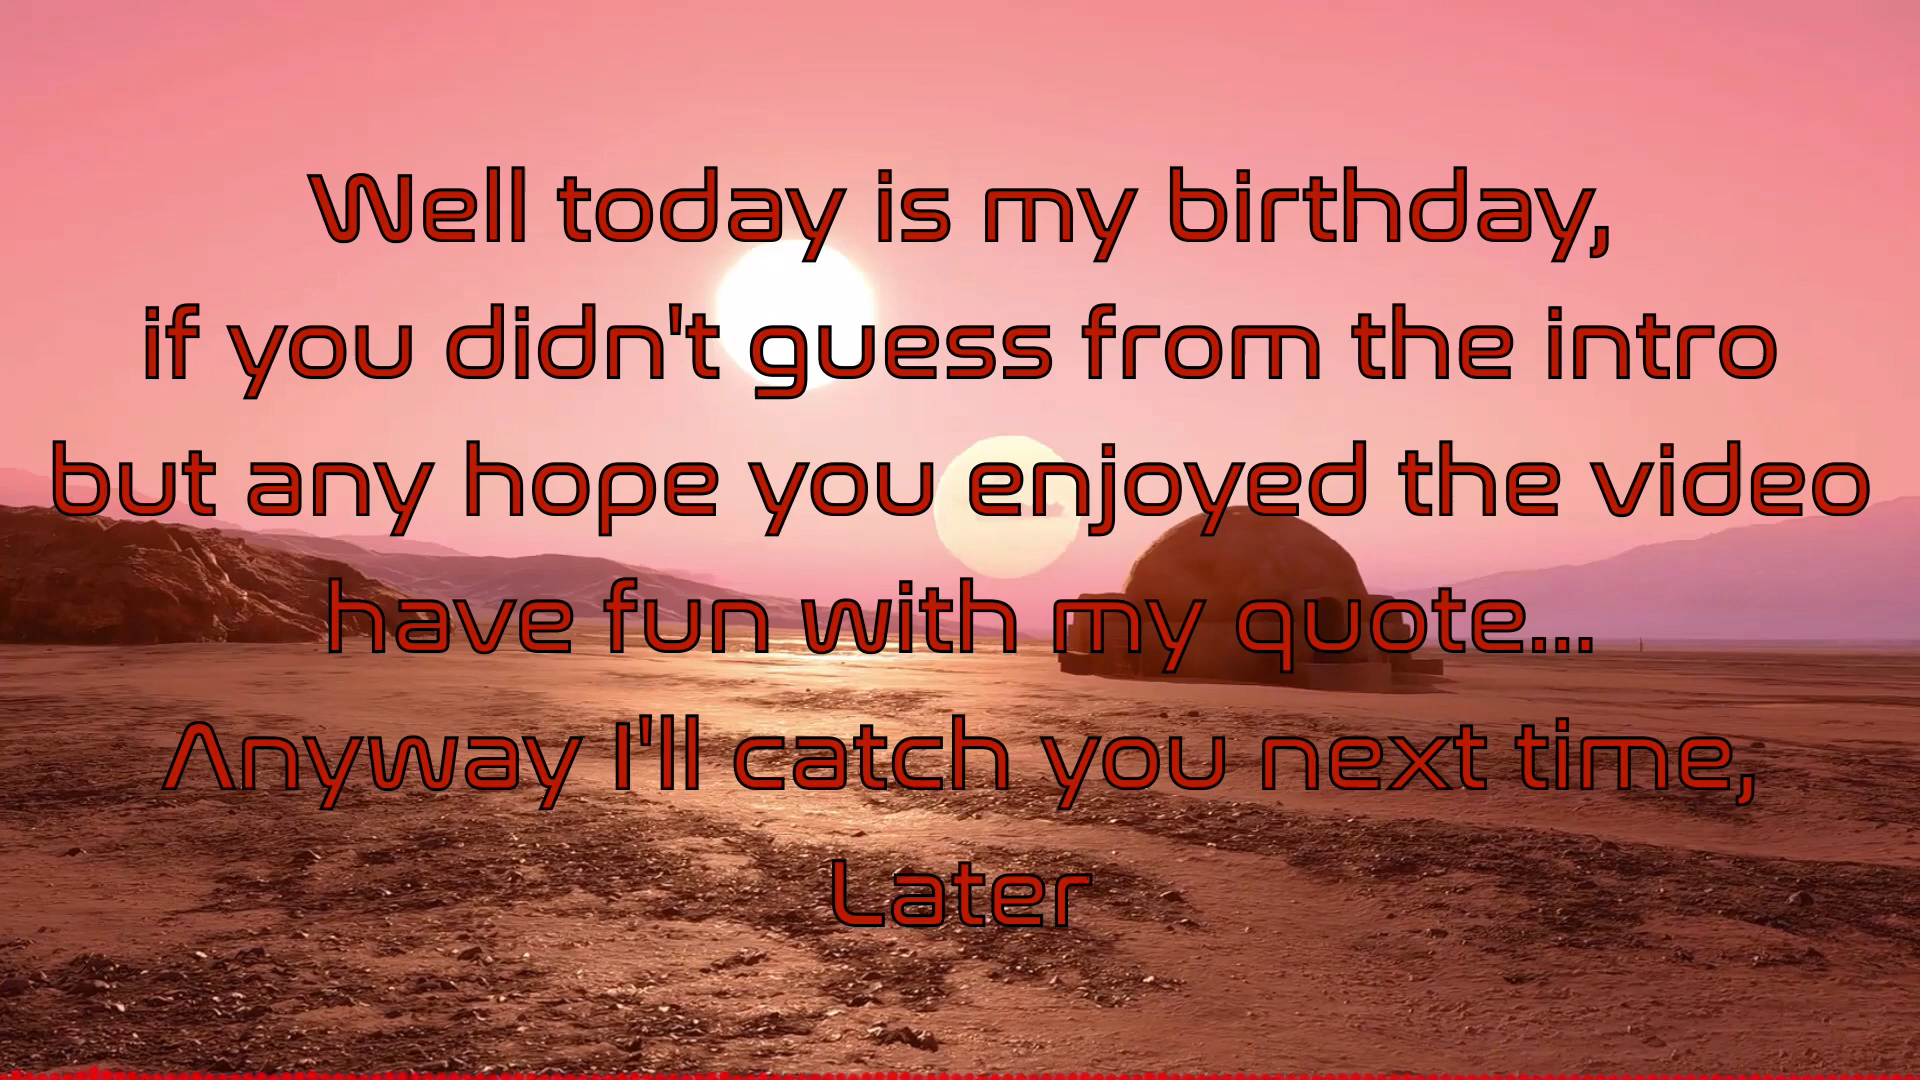 Well today is my birthday,
if you didn't guess from the intro
but any hope you enjoyed the video
have fun with my quote...
Anyway I'll catch you next time,
Later